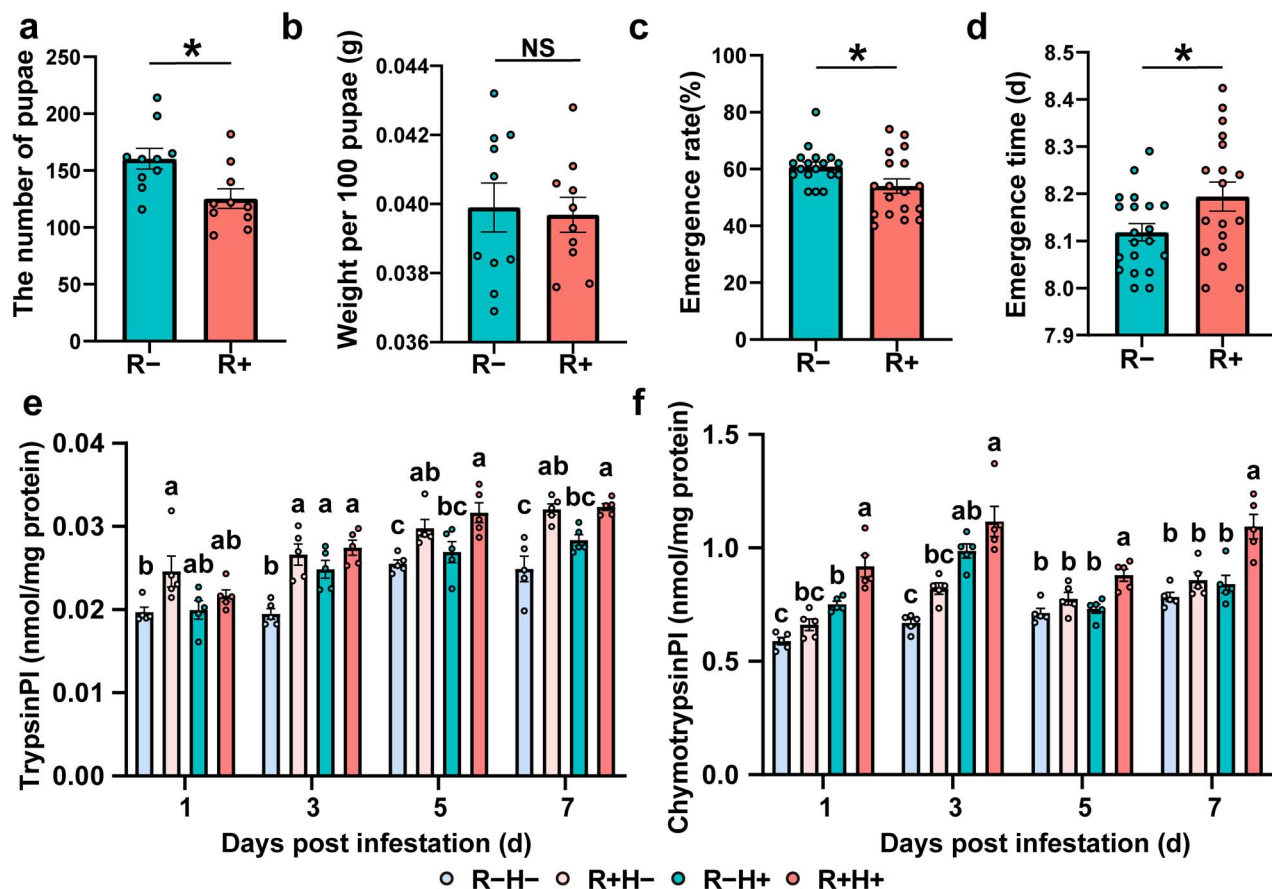 a
The number of pupae
250
200
150
100
50
0
*
R−
R+
b
Weight per 100 pupae (g)
0.044
0.042
0.040
0.038
0.036
NS
R−
R+
c
Emergence rate(%)
100
80
60
40
20
0
*
R−
R+
d
Emergence time (d)
8.5
8.4
8.3
8.2
8.1
8.0
7.9
*
R−
R+
e
TrypsinPI (nmol/mg protein)
0.04
0.03
0.02
0.01
0.00
b a ab ab
b a a a
c ab bc a
c ab bc a
1 3 5 7
Days post infestation (d)
f
Chymotrypsin​PI (nmol/mg protein)
1.5
1.0
0.5
0.0
c bc b a
c bc ab a
b b b a
b b b a
1 3 5 7
Days post infestation (d)
R−H− R+H− R−H+ R+H+